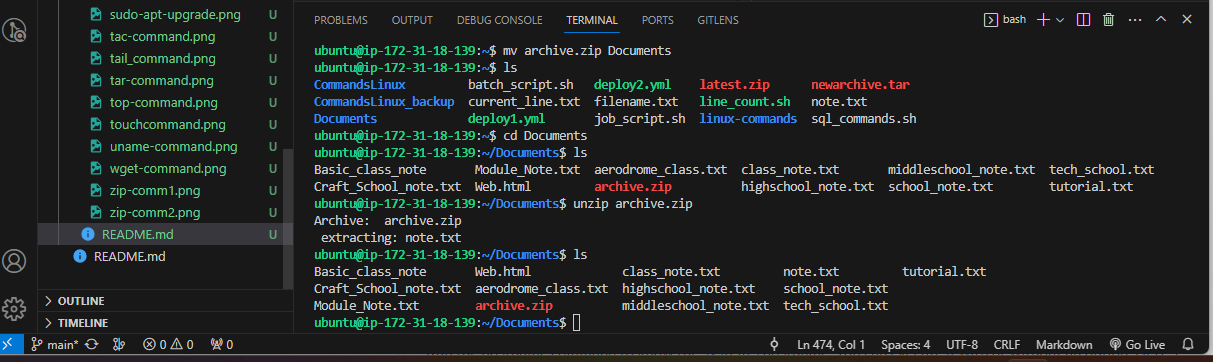 sudo-apt-upgrade.png U
tac-command.png U
tail_command.png U
tar-command.png U
top-command.png U
touchcommand.png U
uname-command.png U
wget-command.png U
zip-comm1.png U
zip-comm2.png U
README.md U
README.md
OUTLINE
TIMELINE
PROBLEMS OUTPUT DEBUG CONSOLE TERMINAL PORTS GITLENS bash
ubuntu@ip-172-31-18-139:~$ mv archive.zip Documents
ubuntu@ip-172-31-18-139:~$ ls
CommandsLinux batch_script.sh deploy2.yml latest.zip newarchive.tar
CommandsLinux_backup current_line.txt filename.txt line_count.sh note.txt
Documents deploy1.yml job_script.sh linux-commands sql_commands.sh
ubuntu@ip-172-31-18-139:~$ cd Documents
ubuntu@ip-172-31-18-139:~/Documents$ ls
Basic_class_note Module_Note.txt aerodrome_class.txt class_note.txt middleschool_note.txt tech_school.txt
Craft_School_note.txt Web.html archive.zip highschool_note.txt school_note.txt tutorial.txt
ubuntu@ip-172-31-18-139:~/Documents$ unzip archive.zip
Archive: archive.zip
extracting: note.txt
ubuntu@ip-172-31-18-139:~/Documents$ ls
Basic_class_note Web.html class_note.txt note.txt tutorial.txt
Craft_School_note.txt aerodrome_class.txt highschool_note.txt school_note.txt
Module_Note.txt archive.zip middleschool_note.txt tech_school.txt
ubuntu@ip-172-31-18-139:~/Documents$
main* 0 0 0 Ln 474, Col 1 Spaces: 4 UTF-8 CRLF Markdown Go Live